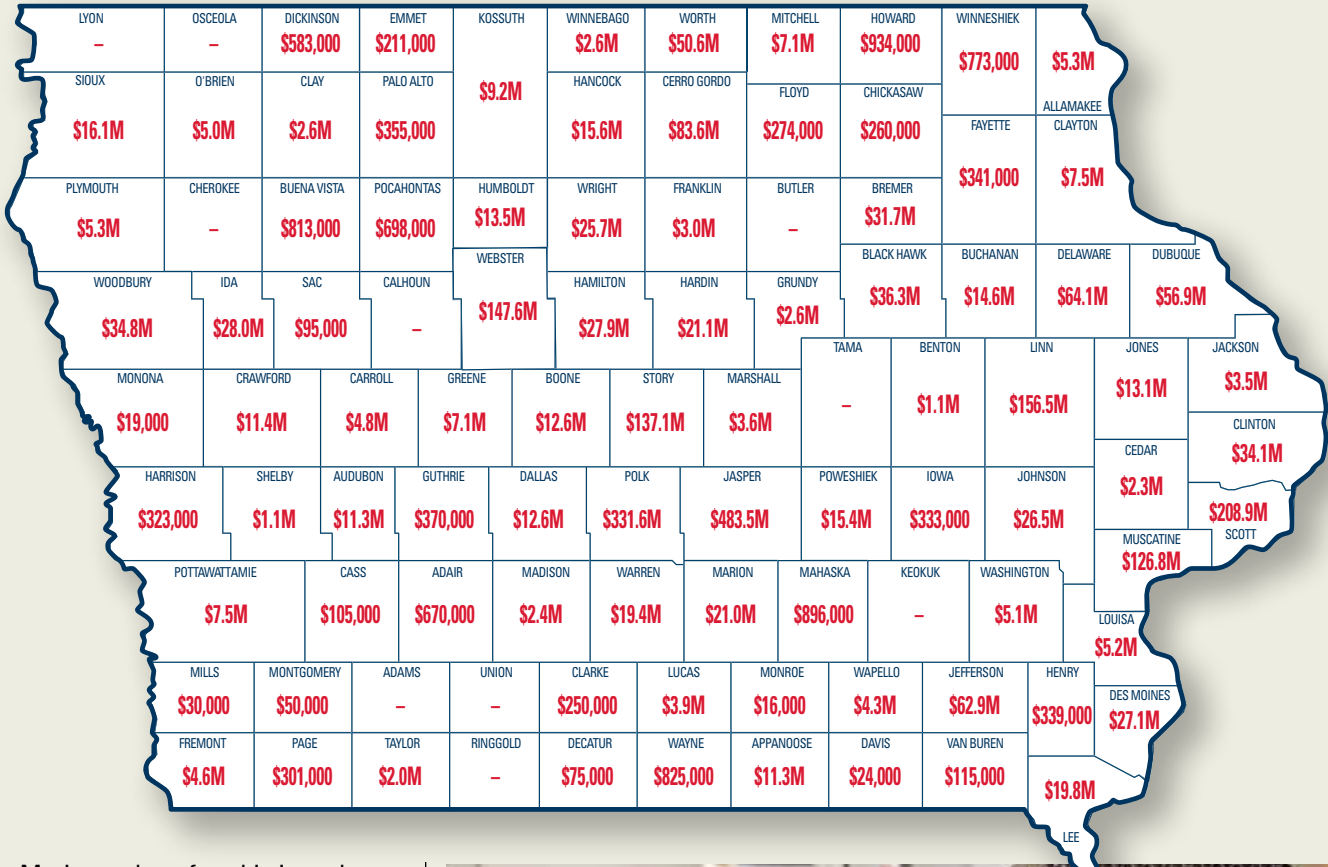 LYON OSCEOLA DICKINSON EMMET KOSSUTH WINNEBAGO WORTH MITCHELL HOWARD WINNESHIEK
– – $583,000 $211,000 $2.6M $50.6M $7.1M $934,000
$773,000 $5.3M
SIOUX O'BRIEN CLAY PALO ALTO HANCOCK CERRO GORDO
$9.2M
FLOYD CHICKASAW
ALLAMAKEE
$16.1M $5.0M $2.6M $355,000 $15.6M $83.6M $274,000 $260,000
FAYETTE CLAYTON
$341,000 $7.5M
PLYMOUTH CHEROKEE BUENA VISTA POCAHONTAS HUMBOLDT WRIGHT FRANKLIN BUTLER BREMER
$13.5M $31.7M
$5.3M – $813,000 $698,000 $25.7M $3.0M –
WEBSTER BLACK HAWK BUCHANAN DELAWARE DUBUQUE
WOODBURY IDA SAC CALHOUN HAMILTON HARDIN GRUNDY
$36.3M $14.6M $64.1M $56.9M
$147.6M $2.6M
$34.8M $28.0M $95,000 – $27.9M $21.1M
TAMA BENTON LINN JONES JACKSON
MONONA CRAWFORD CARROLL GREENE BOONE STORY MARSHALL
$13.1M $3.5M
– $1.1M $156.5M
$19,000 $11.4M $4.8M $7.1M $12.6M $137.1M $3.6M
CLINTON
CEDAR $34.1M
HARRISON SHELBY AUDUBON GUTHRIE DALLAS POLK JASPER POWESHIEK IOWA JOHNSON
$2.3M
$323,000 $1.1M $11.3M $370,000 $12.6M $331.6M $483.5M $15.4M $333,000 $26.5M $208.9M
MUSCATINE SCOTT
$126.8M
POTTAWATTAMIE CASS ADAIR MADISON WARREN MARION MAHASKA KEOKUK WASHINGTON
$7.5M $105,000 $670,000 $2.4M $19.4M $21.0M $896,000 – $5.1M
LOUISA
$5.2M
MILLS MONTGOMERY ADAMS UNION CLARKE LUCAS MONROE WAPELLO JEFFERSON HENRY
DES MOINES
$30,000 $50,000 – – $250,000 $3.9M $16,000 $4.3M $62.9M $339,000 $27.1M
FREMONT PAGE TAYLOR RINGGOLD DECATUR WAYNE APPANOOSE DAVIS VAN BUREN
$4.6M $301,000 $2.0M – $75,000 $825,000 $11.3M $24,000 $115,000
$19.8M
LEE